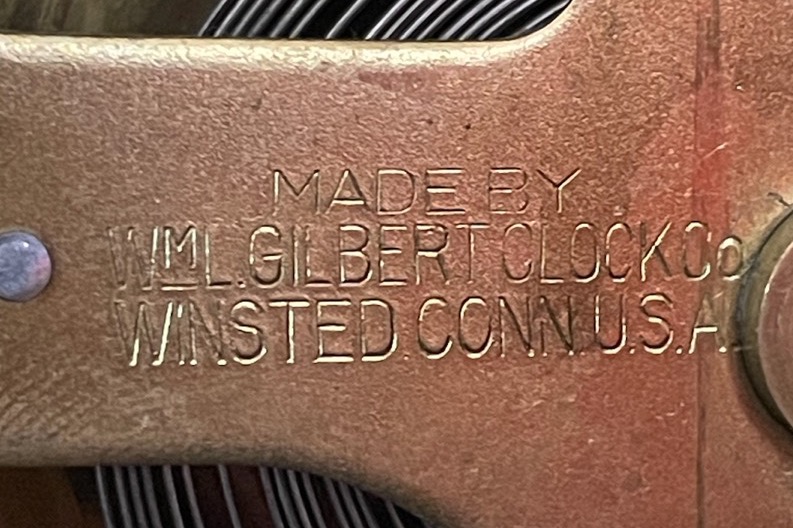 MADE BY
WM L. GILBERT CLOCK Co
WINSTED. CONN. U.S.A.